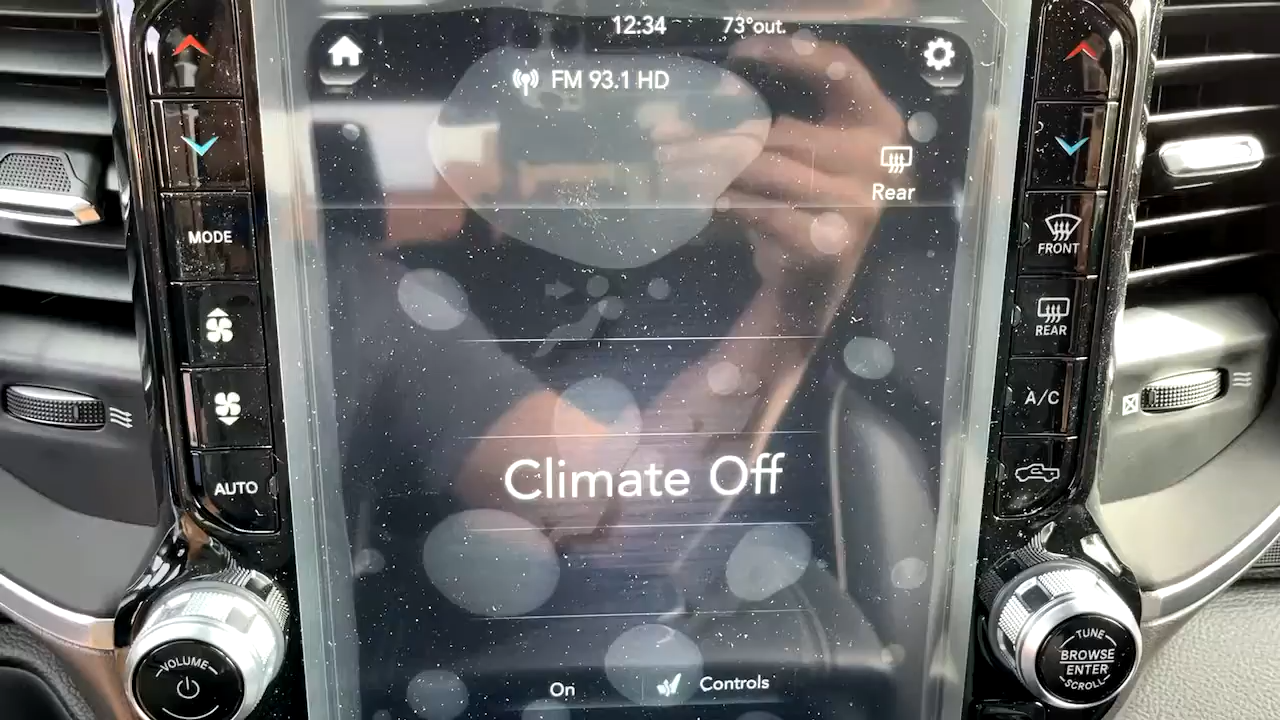 12:34 73°out.
FM 93.1 HD
Rear
MODE
FRONT
REAR
A/C
AUTO
Climate Off
On Controls
VOLUME
TUNE
BROWSE
ENTER
SCROLL